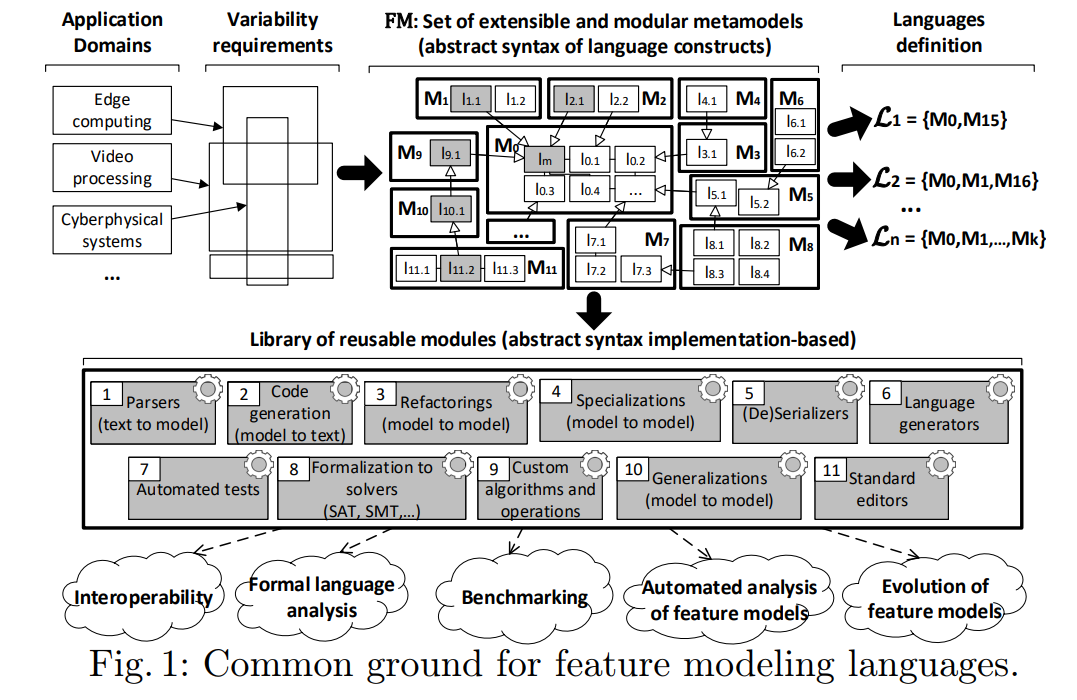 Application
Domains
Variability
requirements
FM: Set of extensible and modular metamodels
(abstract syntax of language constructs)
Languages
definition
Edge
computing
Video
processing
Cyberphysical
systems
...
M1 l1.1 l1.2
l2.1 l2.2 M2
l4.1 M4
M6
l6.1
l6.2
M9 l9.1
M0
lm l0.1 l0.2
l0.3 l0.4 ...
l3.1 M3
M10 l10.1
l5.1 l5.2 M5
...
l11.1 l11.2 l11.3 M11
l7.1 M7
l7.2 l7.3
l8.1 l8.2 M8
l8.3 l8.4
ℒ1 = {M0,M15}
ℒ2 = {M0,M1,M16}
...
ℒn = {M0,M1,...,Mk}
Library of reusable modules (abstract syntax implementation-based)
1 Parsers
(text to model)
2 Code
generation
(model to text)
3 Refactorings
(model to model)
4 Specializations
(model to model)
5
(De)Serializers
6 Language
generators
7
Automated tests
8 Formalization to
solvers
(SAT, SMT,...)
9 Custom
algorithms and
operations
10 Generalizations
(model to model)
11 Standard
editors
Interoperability
Formal language
analysis
Benchmarking
Automated analysis
of feature models
Evolution of
feature models
Fig. 1: Common ground for feature modeling languages.